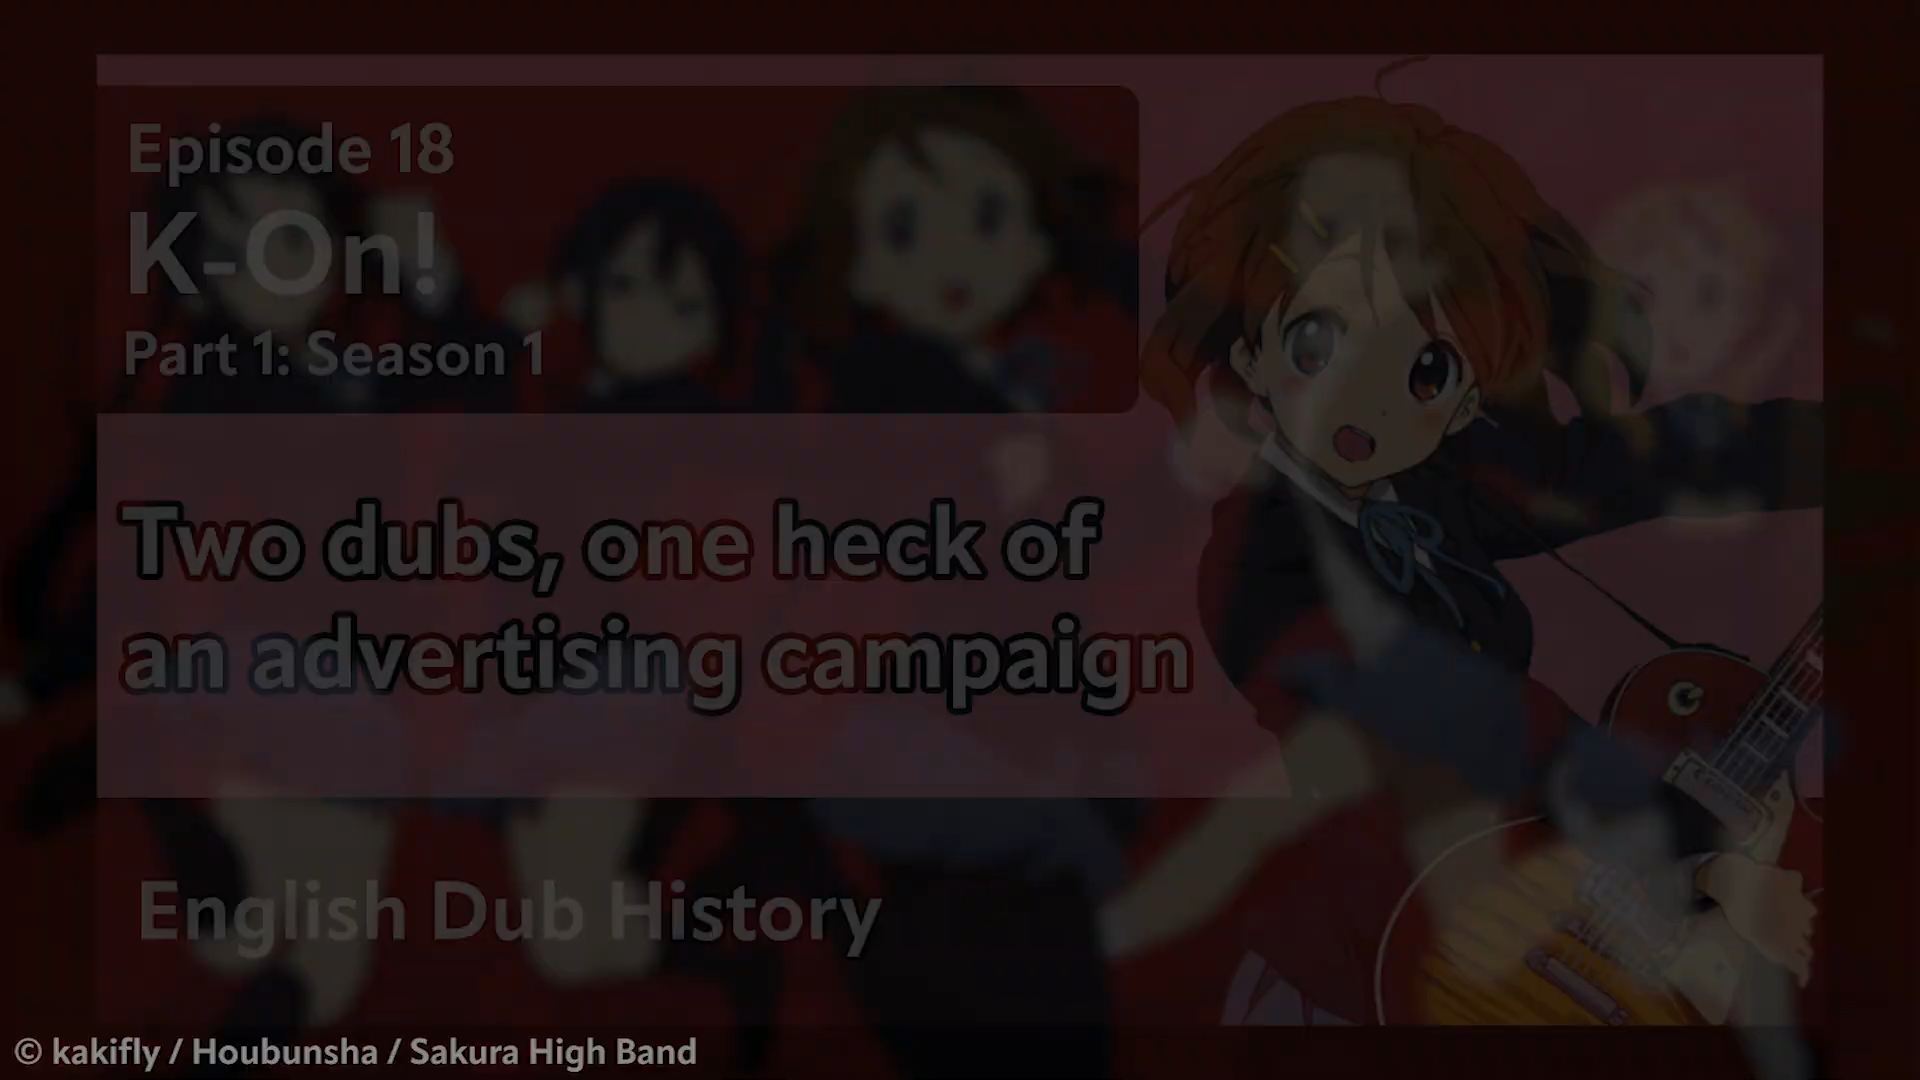 Episode 18
K-On!
Part 1: Season 1
Two dubs, one heck of
an advertising campaign
English Dub History
© kakifly / Houbunsha / Sakura High Band